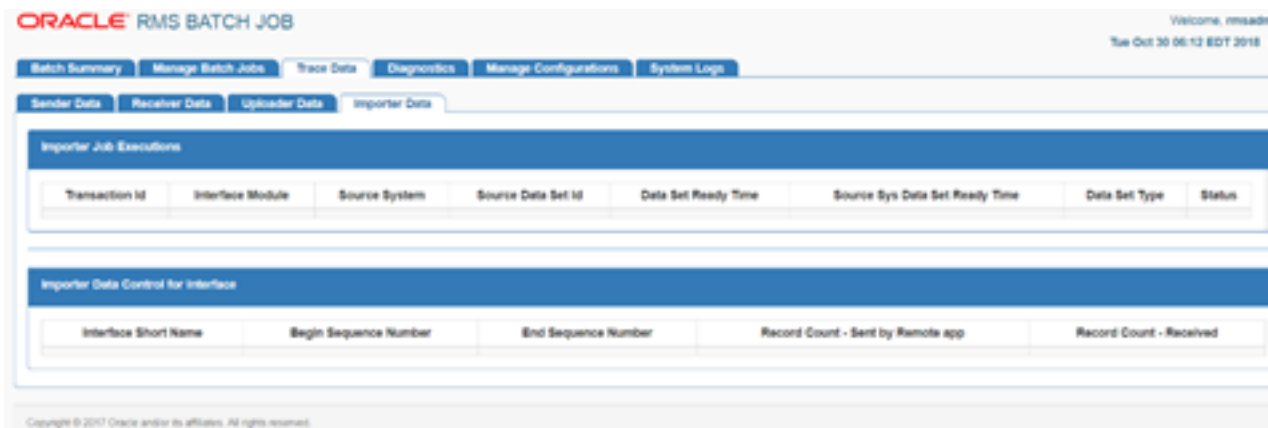 ORACLE RMS BATCH JOB
Welcome, rmsadm
Tue Oct 30 06:12 EDT 2018
Batch Summary Manage Batch Jobs Trace Data Diagnostics Manage Configurations System Logs
Sender Data Receiver Data Uploader Data Importer Data
Importer Job Executions
Transaction Id Interface Module Source System Source Data Set Id Data Set Ready Time Source Sys Data Set Ready Time Data Set Type Status
Importer Data Control for Interface
Interface Short Name Begin Sequence Number End Sequence Number Record Count - Sent by Remote app Record Count - Received
Copyright © 2017 Oracle and/or its affiliates. All rights reserved.